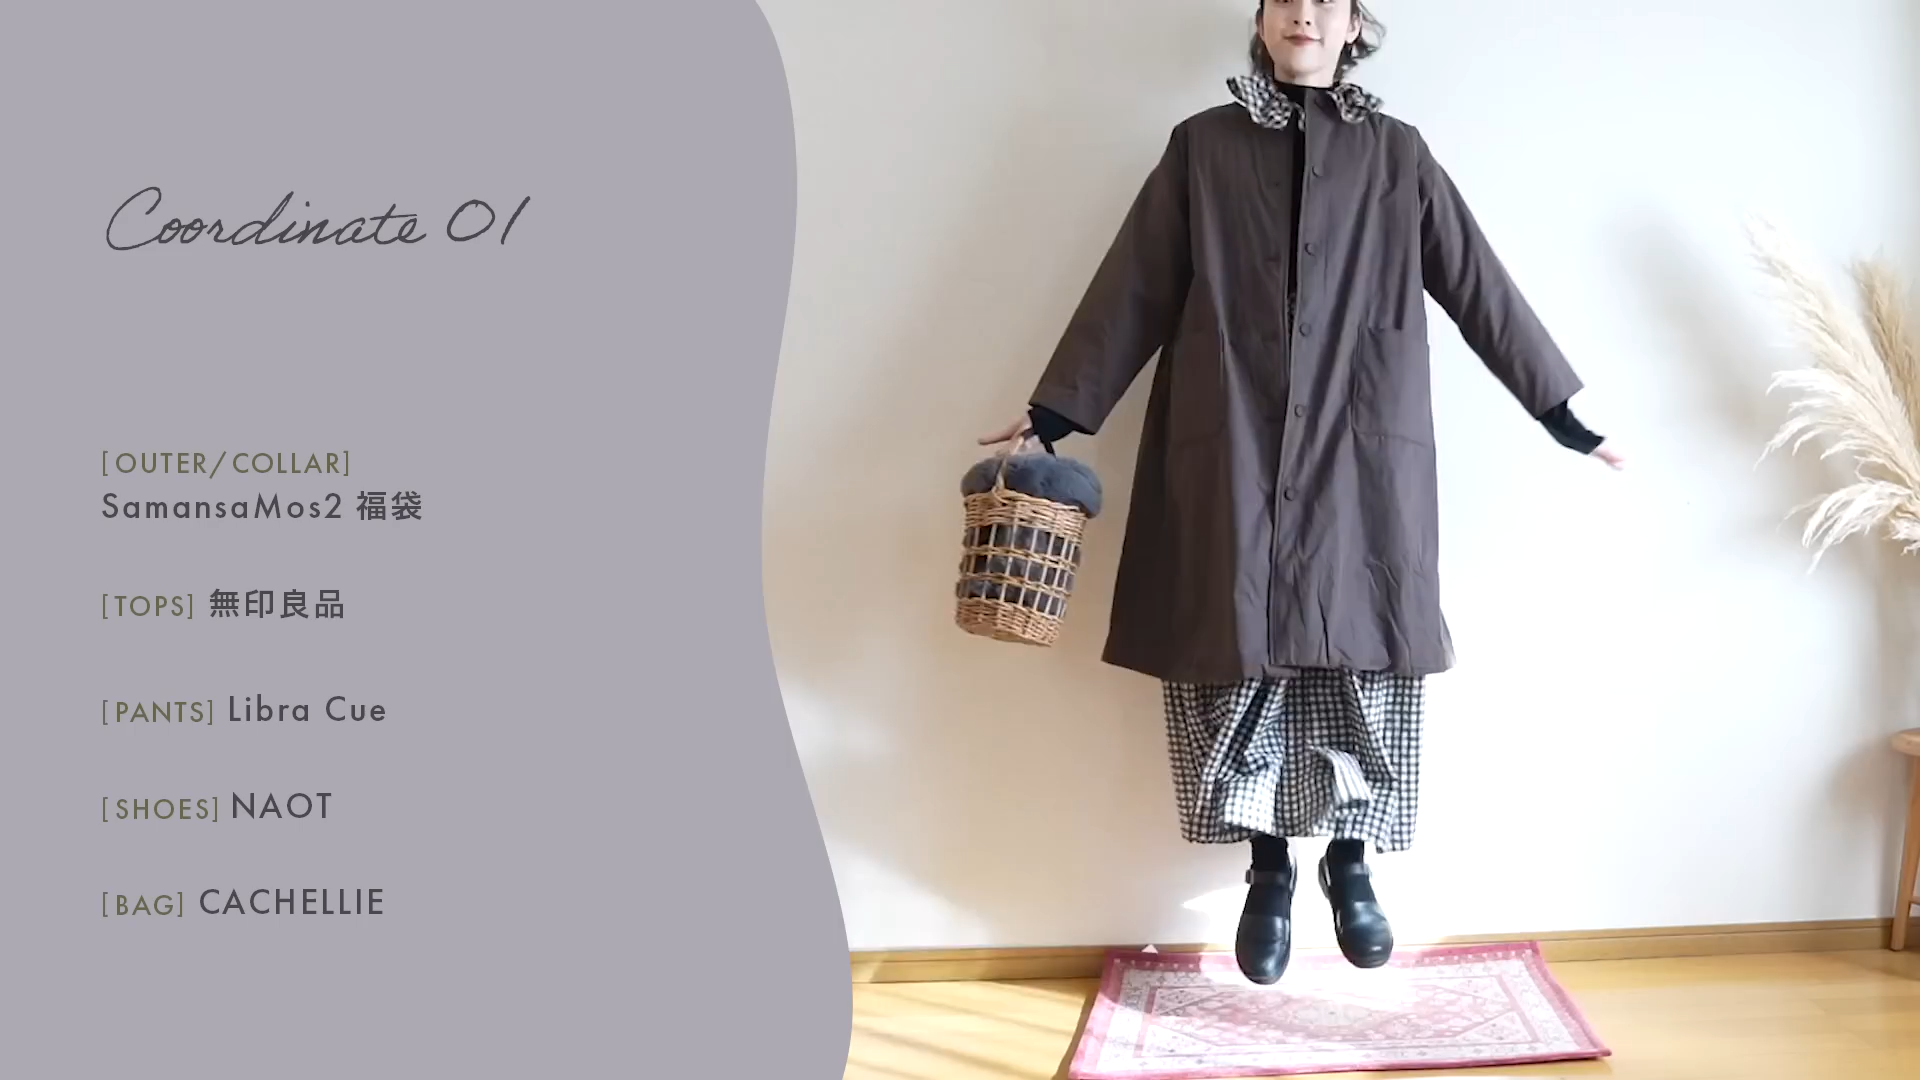 Coordinate 01
[OUTER/COLLAR]
SamansaMos2 福袋
[TOPS] 無印良品
[PANTS] Libra Cue
[SHOES] NAOT
[BAG] CACHELLIE